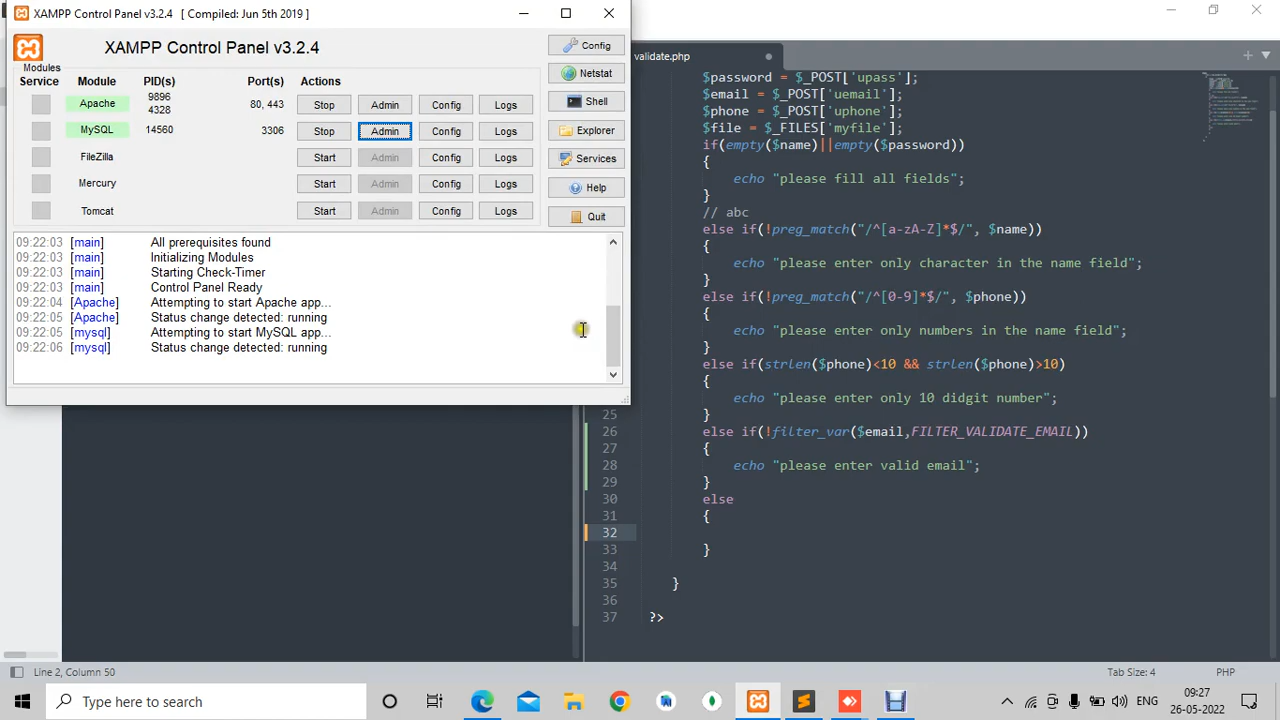 XAMPP Control Panel v3.2.4 [ Compiled: Jun 5th 2019 ]
XAMPP Control Panel v3.2.4
Config
Modules
Service Module PID(s) Port(s) Actions
Netstat
Apache 9896 4328 80, 443 Stop Admin Config Logs
Shell
MySQL 14560 3306 Stop Admin Config Logs
Explorer
FileZilla Start Admin Config Logs
Services
Mercury Start Admin Config Logs
Help
Tomcat Start Admin Config Logs
Quit
09:22:03 [main] All prerequisites found
09:22:03 [main] Initializing Modules
09:22:03 [main] Starting Check-Timer
09:22:03 [main] Control Panel Ready
09:22:04 [Apache] Attempting to start Apache app...
09:22:05 [Apache] Status change detected: running
09:22:05 [mysql] Attempting to start MySQL app...
09:22:06 [mysql] Status change detected: running
validate.php
$password = $_POST['upass'];
$email = $_POST['uemail'];
$phone = $_POST['uphone'];
$file = $_FILES['myfile'];
if(empty($name)||empty($password))
{
echo "please fill all fields";
}
// abc
else if(!preg_match("/^[a-zA-Z]*$/", $name))
{
echo "please enter only character in the name field";
}
else if(!preg_match("/^[0-9]*$/", $phone))
{
echo "please enter only numbers in the name field";
}
else if(strlen($phone)<10 && strlen($phone)>10)
{
echo "please enter only 10 didgit number";
25 }
26 else if(!filter_var($email,FILTER_VALIDATE_EMAIL))
27 {
28 echo "please enter valid email";
29 }
30 else
31 {
32
33 }
34
35 }
36
37 ?>
Line 2, Column 50 Tab Size: 4 PHP
Type here to search
09:27
26-05-2022